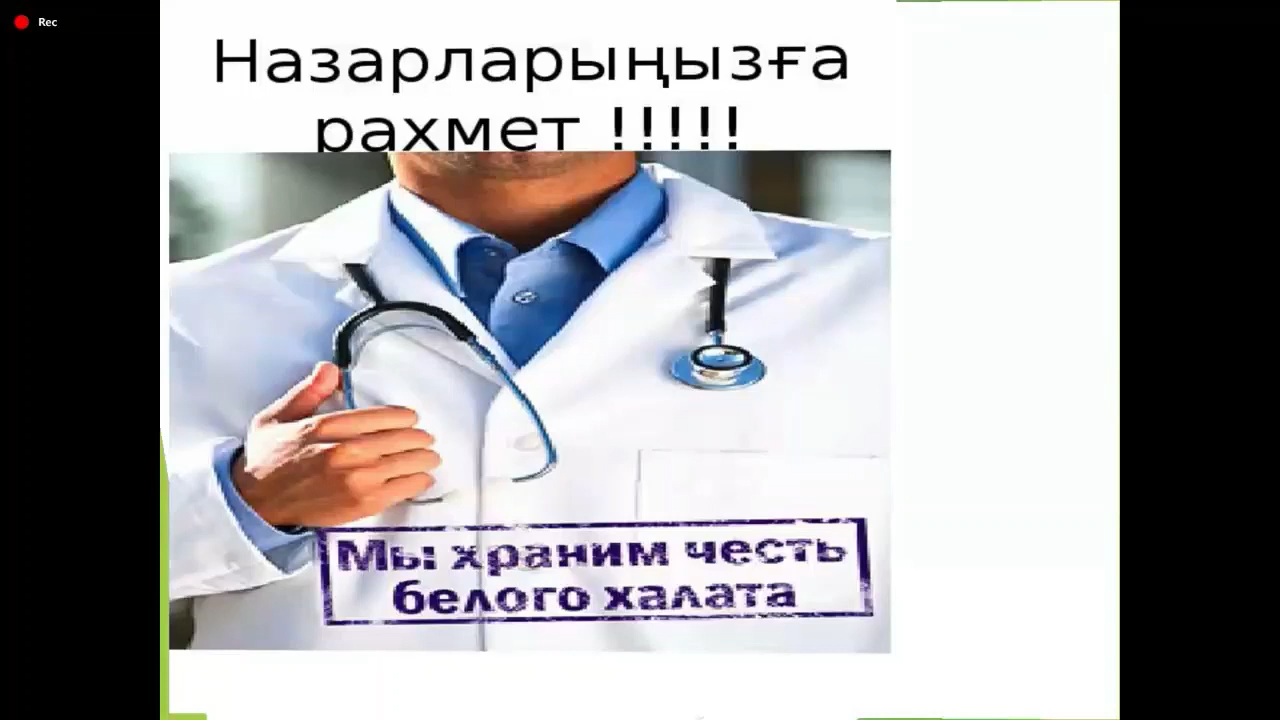 Rec
Назарларыңызға
рахмет !!!!!
Мы храним честь
белого халата